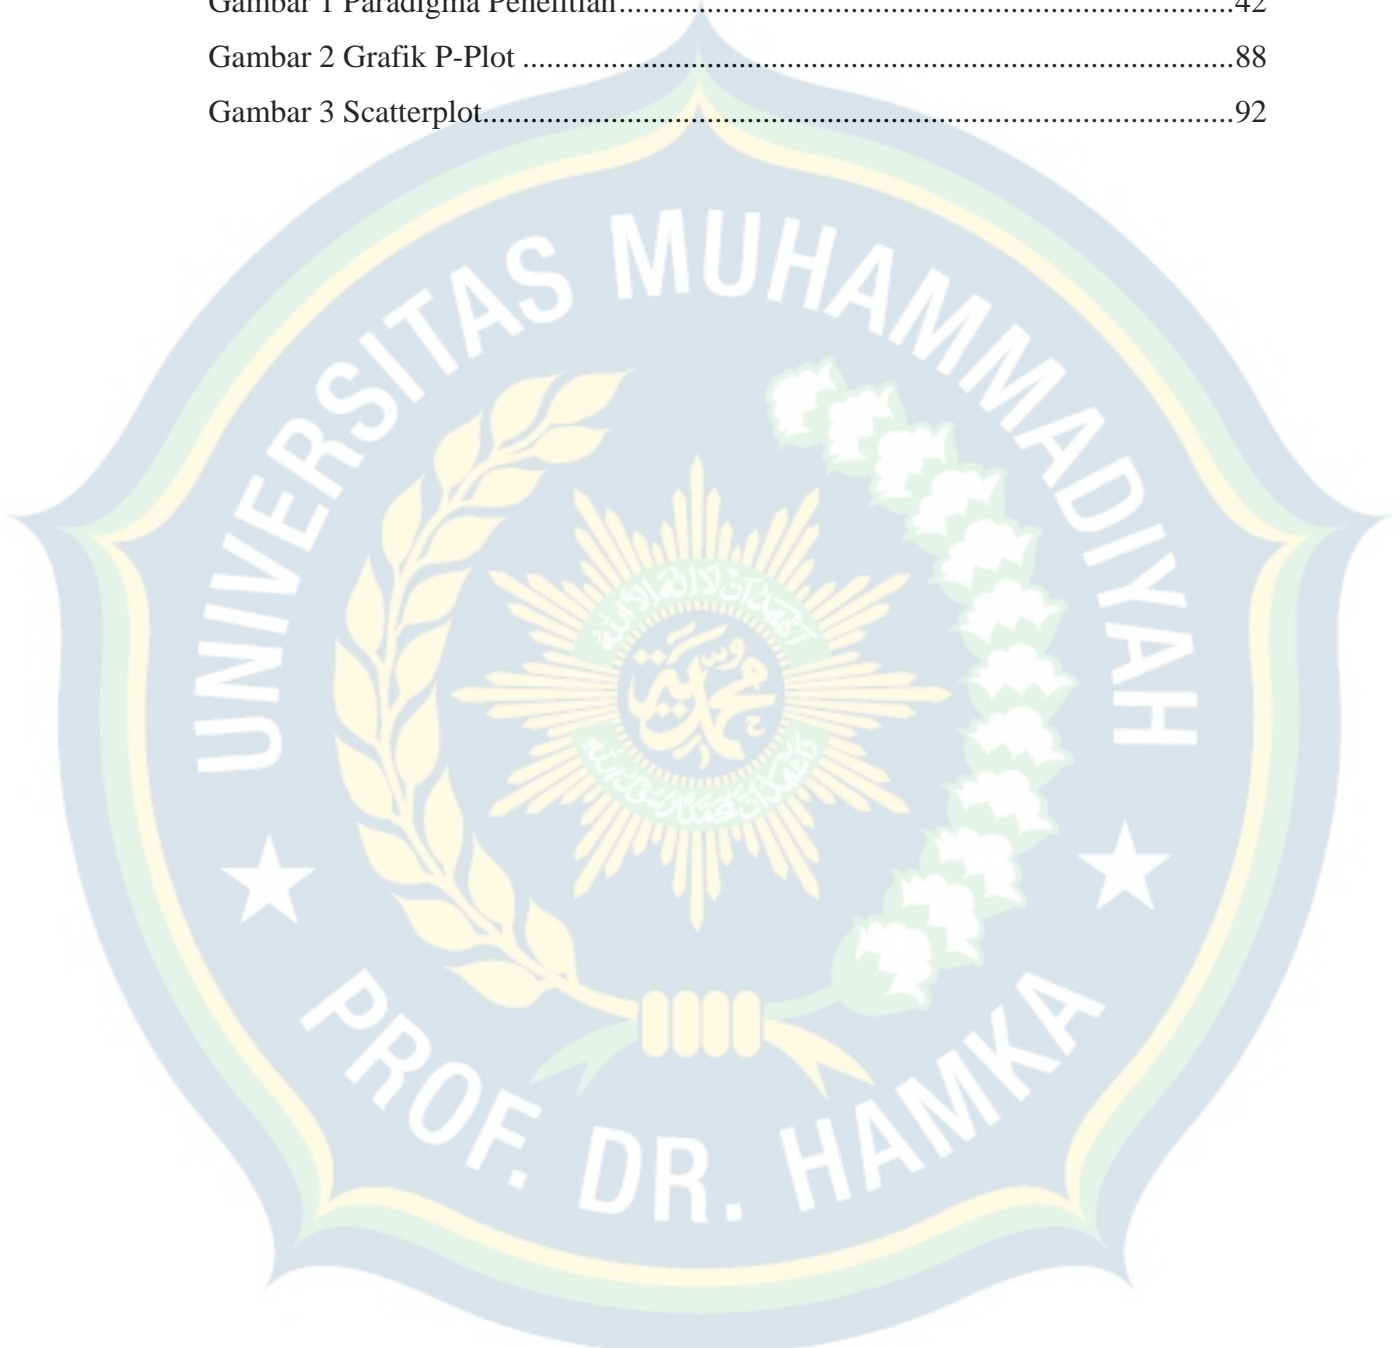 Gambar 1 Paradigma Penelitian..............................................................................42
Gambar 2 Grafik P-Plot ..........................................................................................88
Gambar 3 Scatterplot...............................................................................................92
UNIVERSITAS MUHAMMADIYAH
محمدية
PROF. DR. HAMKA